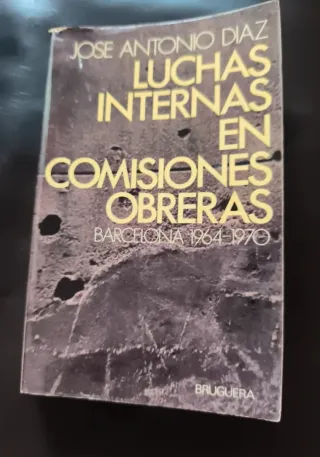 JOSE ANTONIO DIAZ
LUCHAS
INTERNAS
EN
COMISIONES
OBRERAS
BARCELONA 1964-1970
BRUGUERA